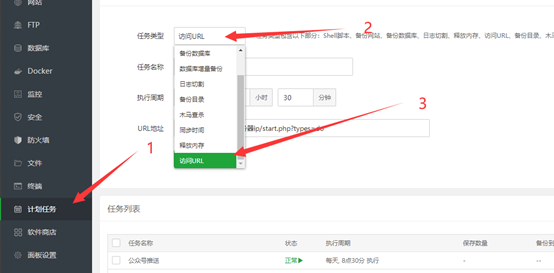 网站
FTP
数据库
Docker
监控
安全
防火墙
文件
终端
计划任务
软件商店
面板设置
1
2
3
任务类型
访问URL
任务类型包含以下部分：Shell脚本、备份网站、备份数据库、日志切割、释放内存、访问URL、备份目录、木马
备份数据库
数据库增量备份
日志切割
备份目录
木马查杀
同步时间
释放内存
访问URL
任务名称
执行周期
小时
30
分钟
URL地址
ip/start.php?types=do
任务列表
任务名称
状态
执行周期
保存数量
备份到
公众号推送
正常
每天, 8点30分 执行
-
--